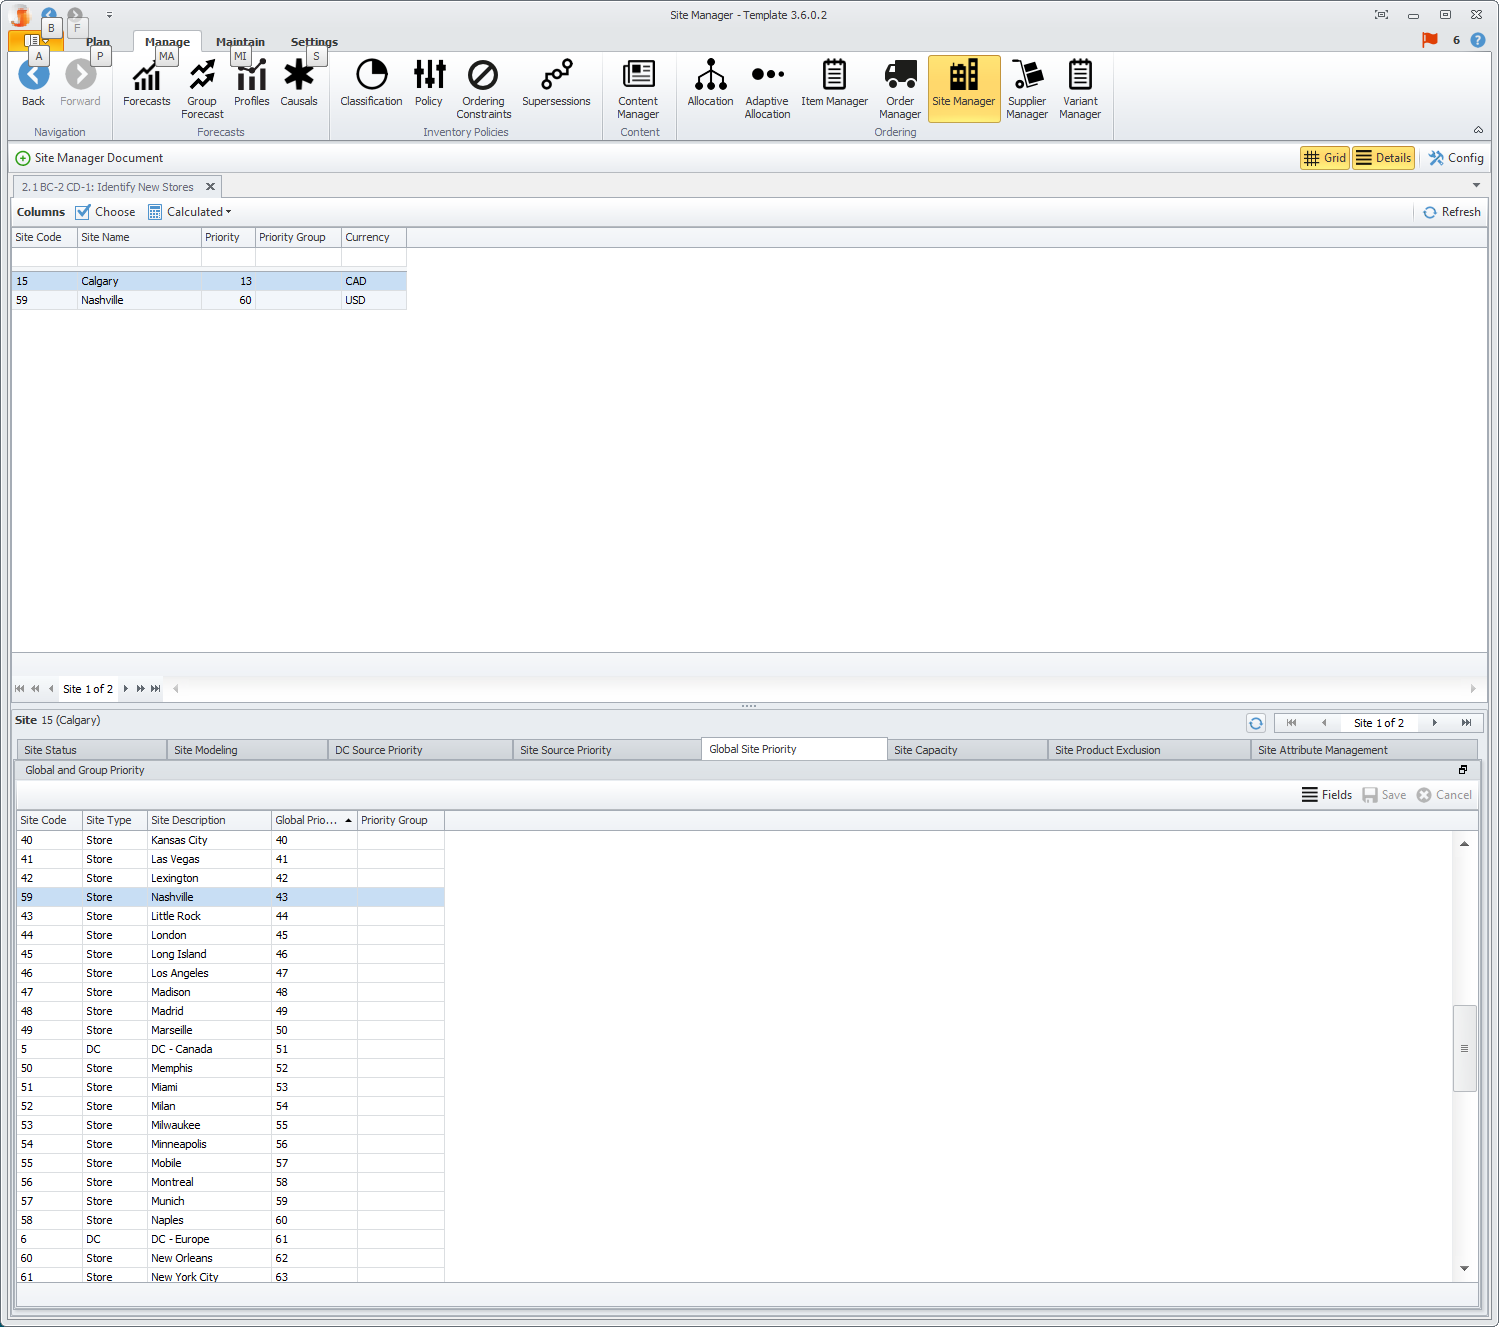 Site Manager - Template 3.6.0.2
B F
Plan Manage Maintain Settings 6
A P MA MI S
Back Forward Forecasts Group Forecast Profiles Causals Classification Policy Ordering Constraints Supersessions Content Manager Allocation Adaptive Allocation Item Manager Order Manager Site Manager Supplier Manager Variant Manager
Navigation Forecasts Inventory Policies Content Ordering
Site Manager Document Grid Details Config
2.1 BC-2 CD-1: Identify New Stores
Columns Choose Calculated Refresh
Site Code Site Name Priority Priority Group Currency
15 Calgary 13 CAD
59 Nashville 60 USD
Site 1 of 2
Site 15 (Calgary) Site 1 of 2
Site Status Site Modeling DC Source Priority Site Source Priority Global Site Priority Site Capacity Site Product Exclusion Site Attribute Management
Global and Group Priority
Fields Save Cancel
Site Code Site Type Site Description Global Prio... Priority Group
40 Store Kansas City 40
41 Store Las Vegas 41
42 Store Lexington 42
59 Store Nashville 43
43 Store Little Rock 44
44 Store London 45
45 Store Long Island 46
46 Store Los Angeles 47
47 Store Madison 48
48 Store Madrid 49
49 Store Marseille 50
5 DC DC - Canada 51
50 Store Memphis 52
51 Store Miami 53
52 Store Milan 54
53 Store Milwaukee 55
54 Store Minneapolis 56
55 Store Mobile 57
56 Store Montreal 58
57 Store Munich 59
58 Store Naples 60
6 DC DC - Europe 61
60 Store New Orleans 62
61 Store New York City 63